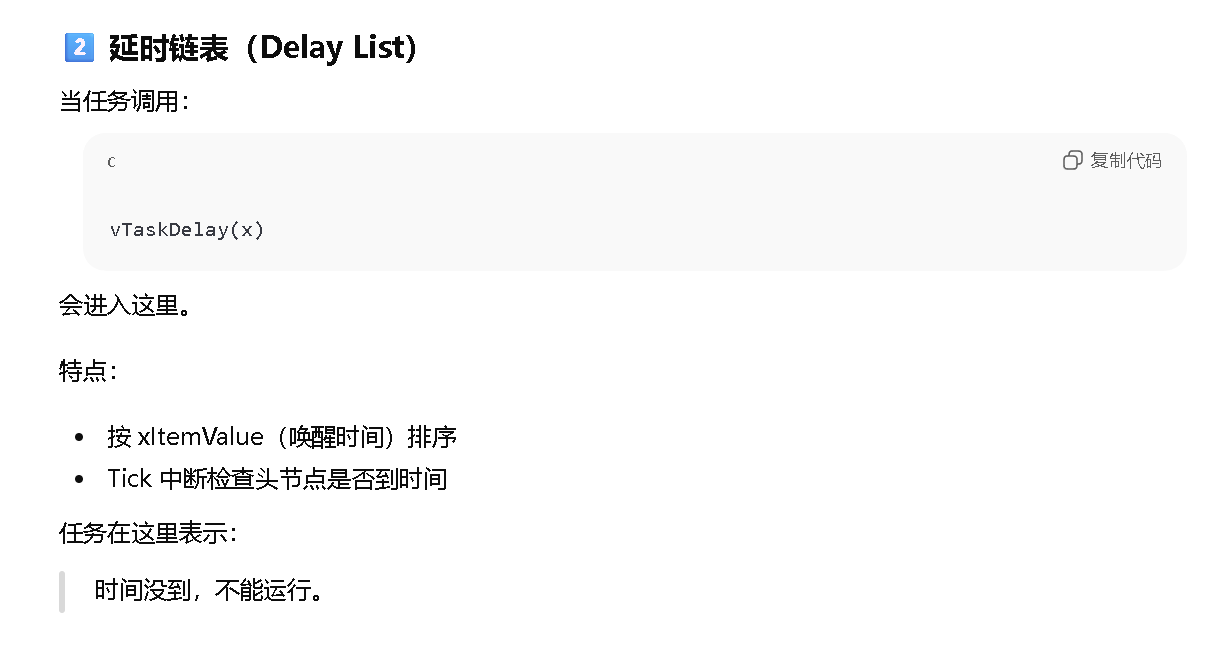 2️⃣ 延时链表（Delay List）
当任务调用：
c 复制代码
vTaskDelay(x)
会进入这里。
特点：
• 按 xItemValue（唤醒时间）排序
• Tick 中断检查头节点是否到时间
任务在这里表示：
时间没到，不能运行。